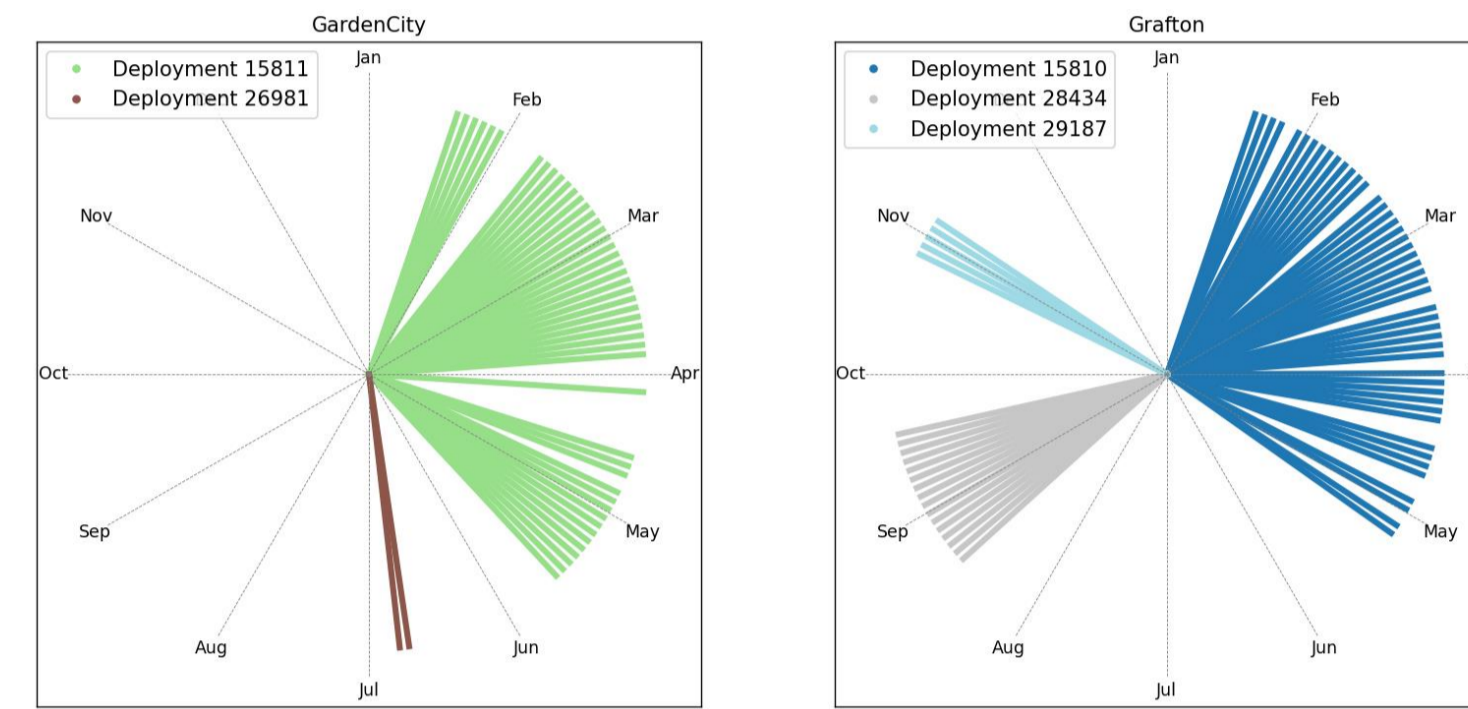 GardenCity
Deployment 15811
Deployment 26981
Jan
Feb
Mar
Apr
May
Jun
Jul
Aug
Sep
Oct
Nov
Grafton
Deployment 15810
Deployment 28434
Deployment 29187
Jan
Feb
Mar
May
Jun
Jul
Aug
Sep
Oct
Nov